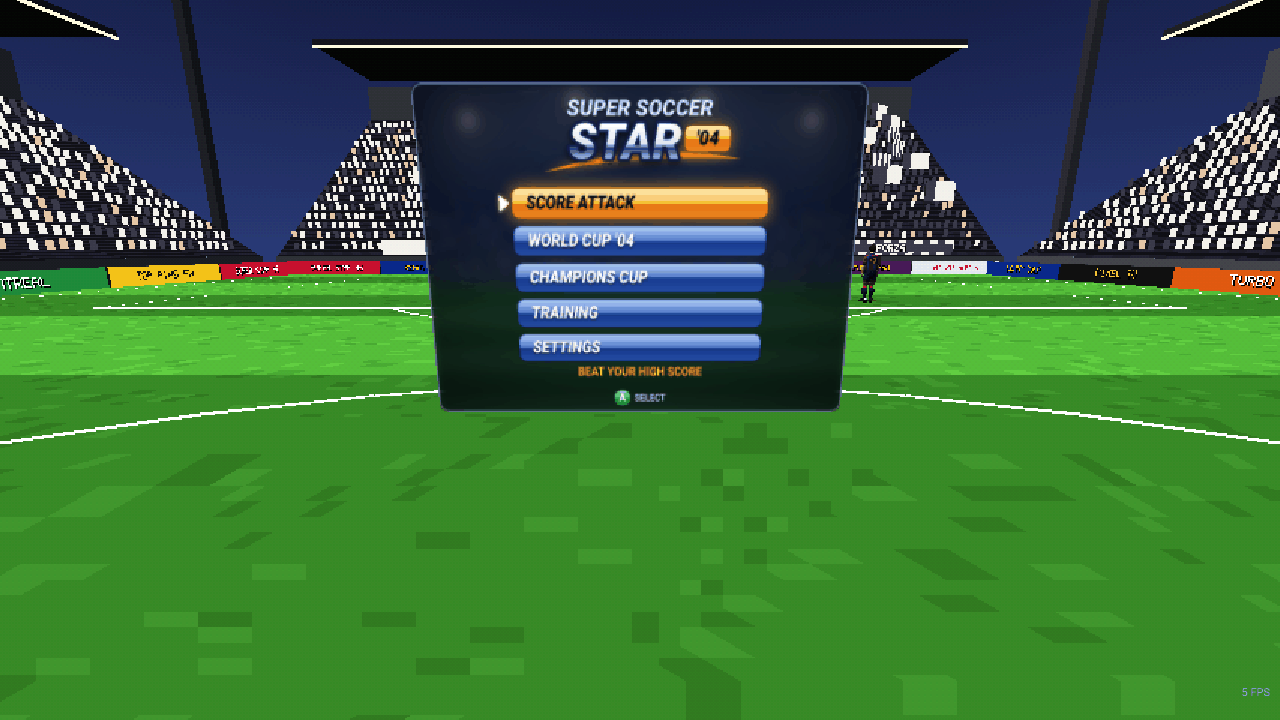 SUPER SOCCER
STAR '04
SCORE ATTACK
WORLD CUP '04
CHAMPIONS CUP
TRAINING
SETTINGS
BEAT YOUR HIGH SCORE
A SELECT
TURBO
5 FPS